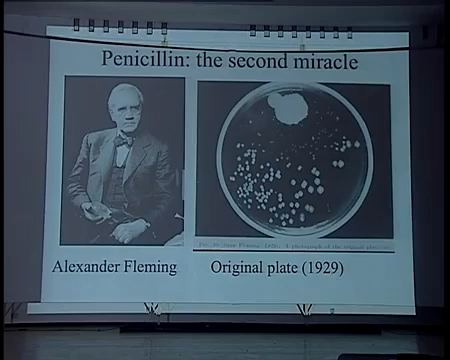 Penicillin: the second miracle
Alexander Fleming
Original plate (1929)